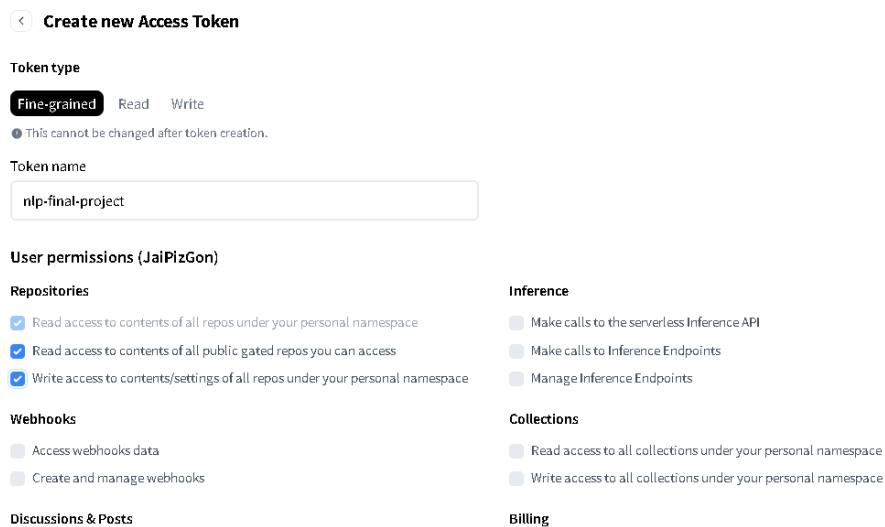 Create new Access Token
Token type
Fine-grained Read Write
This cannot be changed after token creation.
Token name
nlp-final-project
User permissions (JaiPizGon)
Repositories
Read access to contents of all repos under your personal namespace
Read access to contents of all public gated repos you can access
Write access to contents/settings of all repos under your personal namespace
Inference
Make calls to the serverless Inference API
Make calls to Inference Endpoints
Manage Inference Endpoints
Webhooks
Access webhooks data
Create and manage webhooks
Collections
Read access to all collections under your personal namespace
Write access to all collections under your personal namespace
Discussions & Posts
Billing